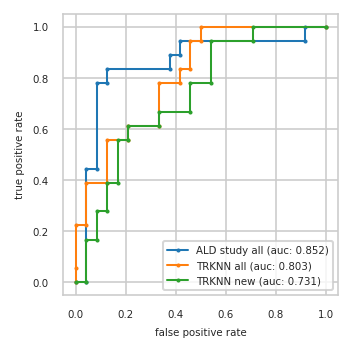 1.0
0.8
0.6
0.4
0.2
0.0
true positive rate
ALD study all (auc: 0.852)
TRKNN all (auc: 0.803)
TRKNN new (auc: 0.731)
0.0 0.2 0.4 0.6 0.8 1.0
false positive rate